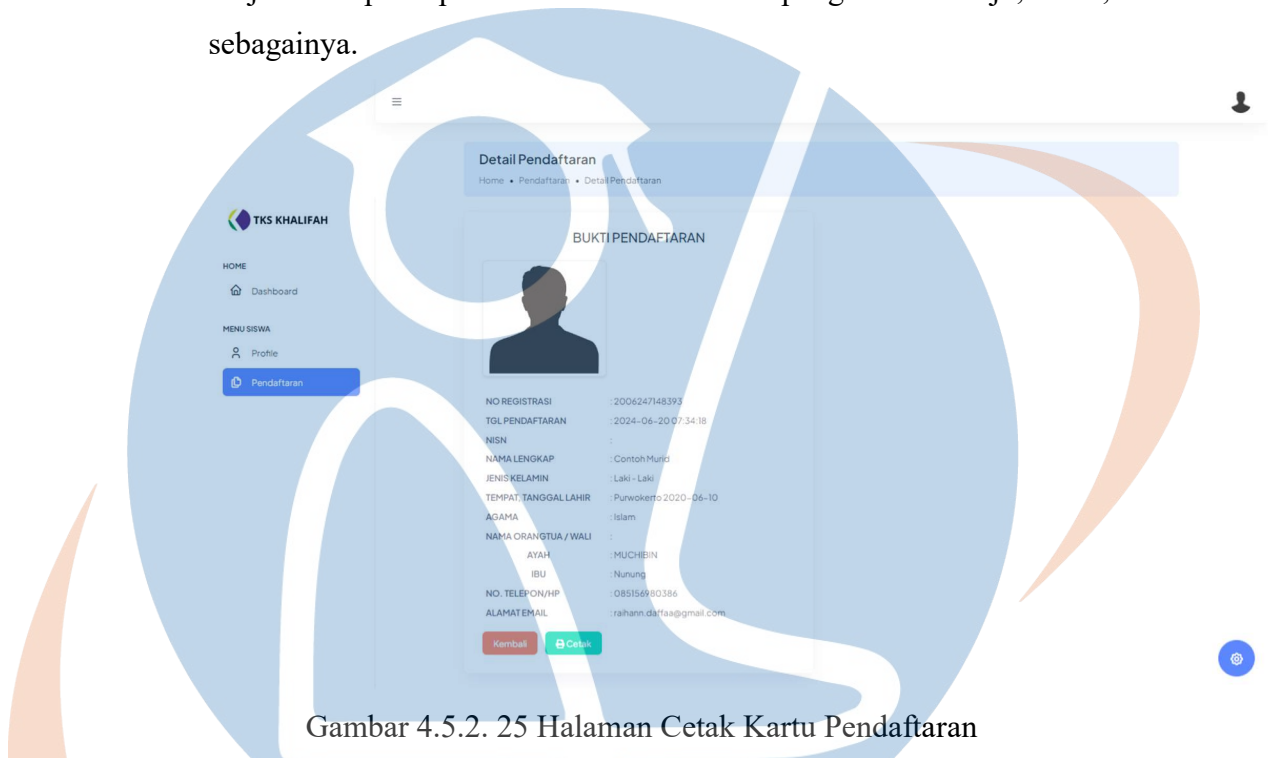 sebagainya.
Detail Pendaftaran
Home • Pendaftaran • Detail Pendaftaran
TKS KHALIFAH
HOME
Dashboard
MENU SISWA
Profile
Pendaftaran
BUKTI PENDAFTARAN
NO REGISTRASI : 2006247148393
TGL PENDAFTARAN : 2024-06-20 07:34:18
NISN :
NAMA LENGKAP : Contoh Murid
JENIS KELAMIN : Laki - Laki
TEMPAT, TANGGAL LAHIR : Purwokerto 2020-06-10
AGAMA : Islam
NAMA ORANGTUA / WALI :
AYAH : MUCHIBIN
IBU : Nunung
NO. TELEPON/HP : 085156980386
ALAMAT EMAIL : raihann.daffaa@gmail.com
Kembali Cetak
Gambar 4.5.2. 25 Halaman Cetak Kartu Pendaftaran